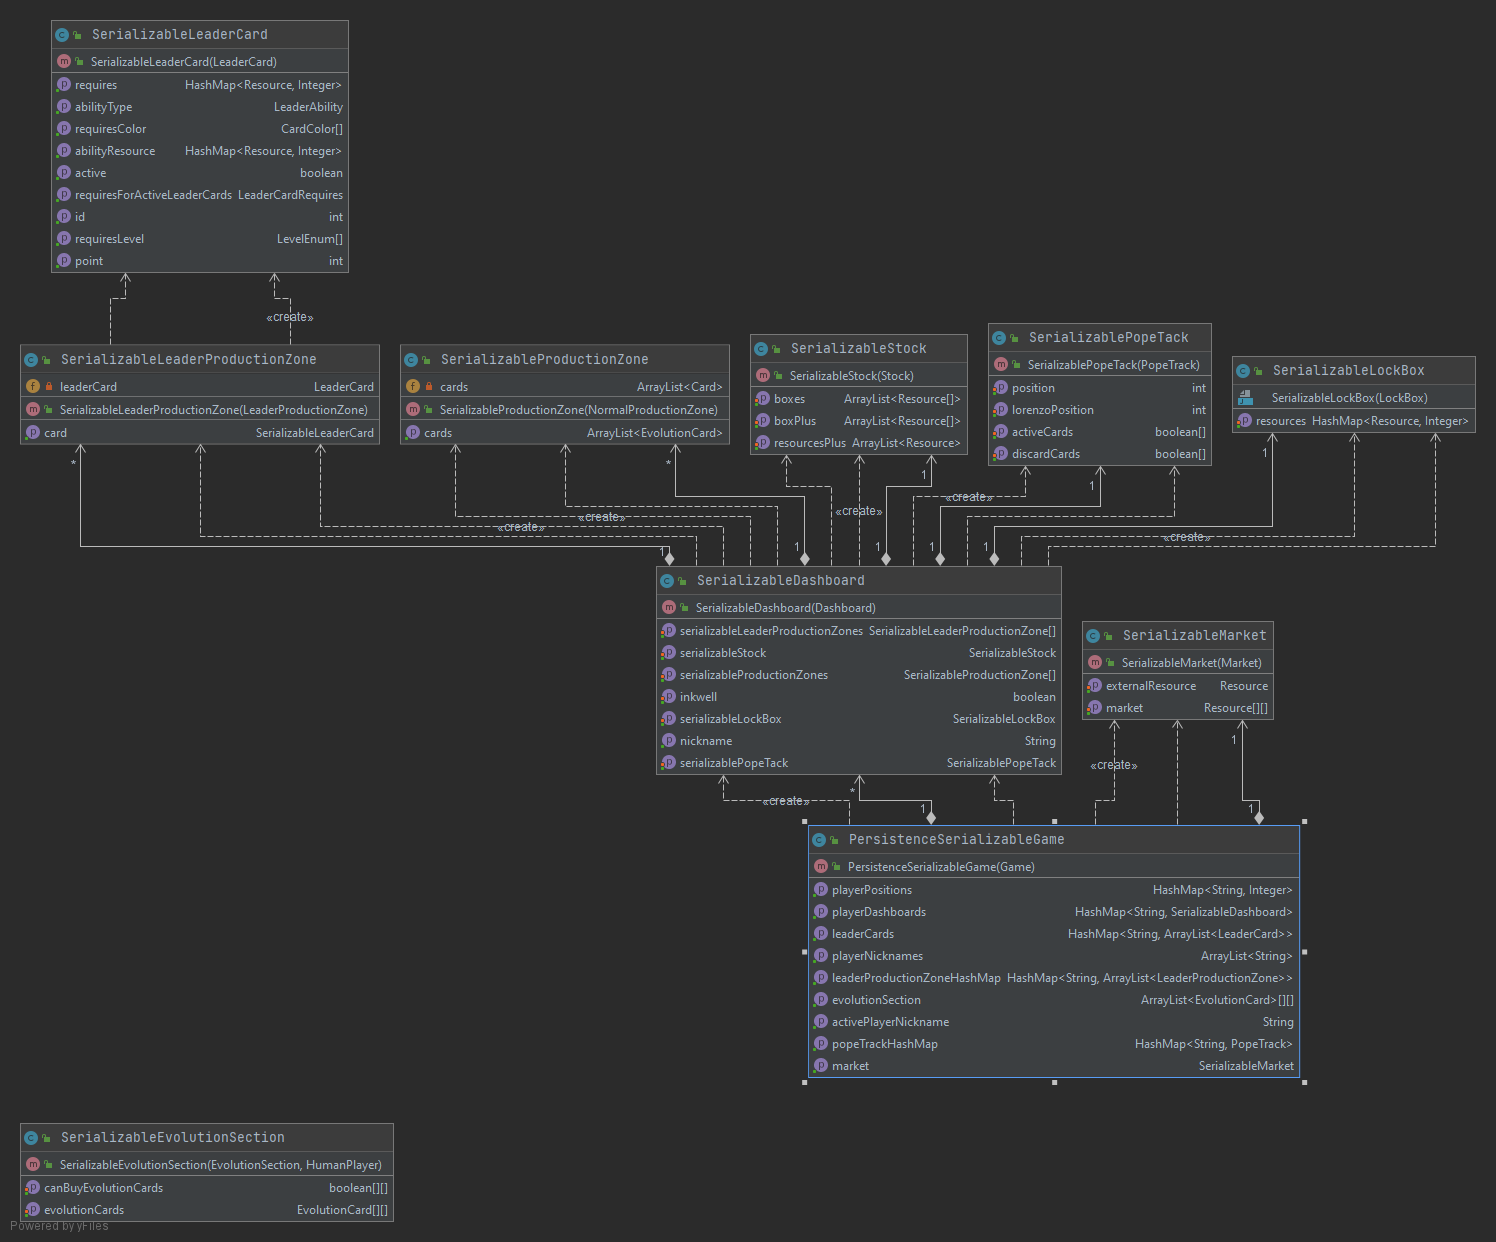 SerializableLeaderCard
SerializableLeaderCard(LeaderCard)
requires HashMap<Resource, Integer>
abilityType LeaderAbility
requiresColor CardColor[]
abilityResource HashMap<Resource, Integer>
active boolean
requiresForActiveLeaderCards LeaderCardRequires
id int
requiresLevel LevelEnum[]
point int
«create»
SerializableLeaderProductionZone
leaderCard LeaderCard
SerializableLeaderProductionZone(LeaderProductionZone)
card SerializableLeaderCard
SerializableProductionZone
cards ArrayList<Card>
SerializableProductionZone(NormalProductionZone)
cards ArrayList<EvolutionCard>
SerializableStock
SerializableStock(Stock)
boxes ArrayList<Resource[]>
boxPlus ArrayList<Resource[]>
resourcesPlus ArrayList<Resource>
SerializablePopeTack
SerializablePopeTack(PopeTrack)
position int
lorenzoPosition int
activeCards boolean[]
discardCards boolean[]
SerializableLockBox
SerializableLockBox(LockBox)
resources HashMap<Resource, Integer>
*
*
1
1
1
«create»
«create»
«create»
«create»
«create»
1
1
1
1
1
SerializableDashboard
SerializableDashboard(Dashboard)
serializableLeaderProductionZones SerializableLeaderProductionZone[]
serializableStock SerializableStock
serializableProductionZones SerializableProductionZone[]
inkwell boolean
serializableLockBox SerializableLockBox
nickname String
serializablePopeTack SerializablePopeTack
SerializableMarket
SerializableMarket(Market)
externalResource Resource
market Resource[][]
1
«create»
*
«create»
1
1
PersistenceSerializableGame
PersistenceSerializableGame(Game)
playerPositions HashMap<String, Integer>
playerDashboards HashMap<String, SerializableDashboard>
leaderCards HashMap<String, ArrayList<LeaderCard>>
playerNicknames ArrayList<String>
leaderProductionZoneHashMap HashMap<String, ArrayList<LeaderProductionZone>>
evolutionSection ArrayList<EvolutionCard>[][]
activePlayerNickname String
popeTrackHashMap HashMap<String, PopeTrack>
market SerializableMarket
SerializableEvolutionSection
SerializableEvolutionSection(EvolutionSection, HumanPlayer)
canBuyEvolutionCards boolean[][]
evolutionCards EvolutionCard[][]
Powered by yFiles